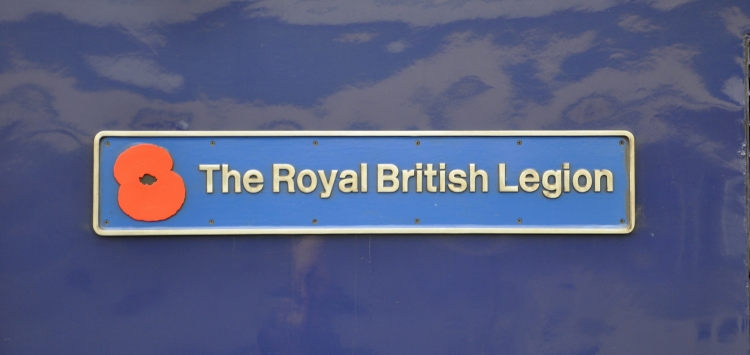 The Royal British Legion